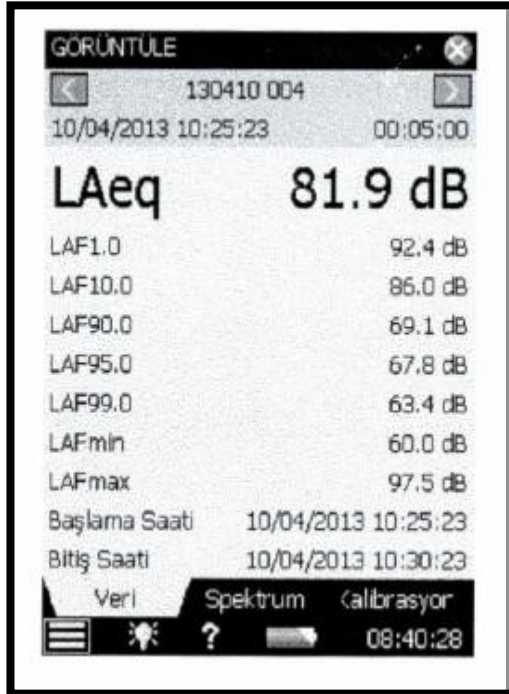 GÖRÜNTÜLE
130410 004
10/04/2013 10:25:23 00:05:00
LAeq 81.9 dB
LAF1.0 92.4 dB
LAF10.0 86.0 dB
LAF90.0 69.1 dB
LAF95.0 67.8 dB
LAF99.0 63.4 dB
LAFmin 60.0 dB
LAFmax 97.5 dB
Başlama Saati 10/04/2013 10:25:23
Bitiş Saati 10/04/2013 10:30:23
Veri Spektrum Kalibrasyon
? 08:40:28